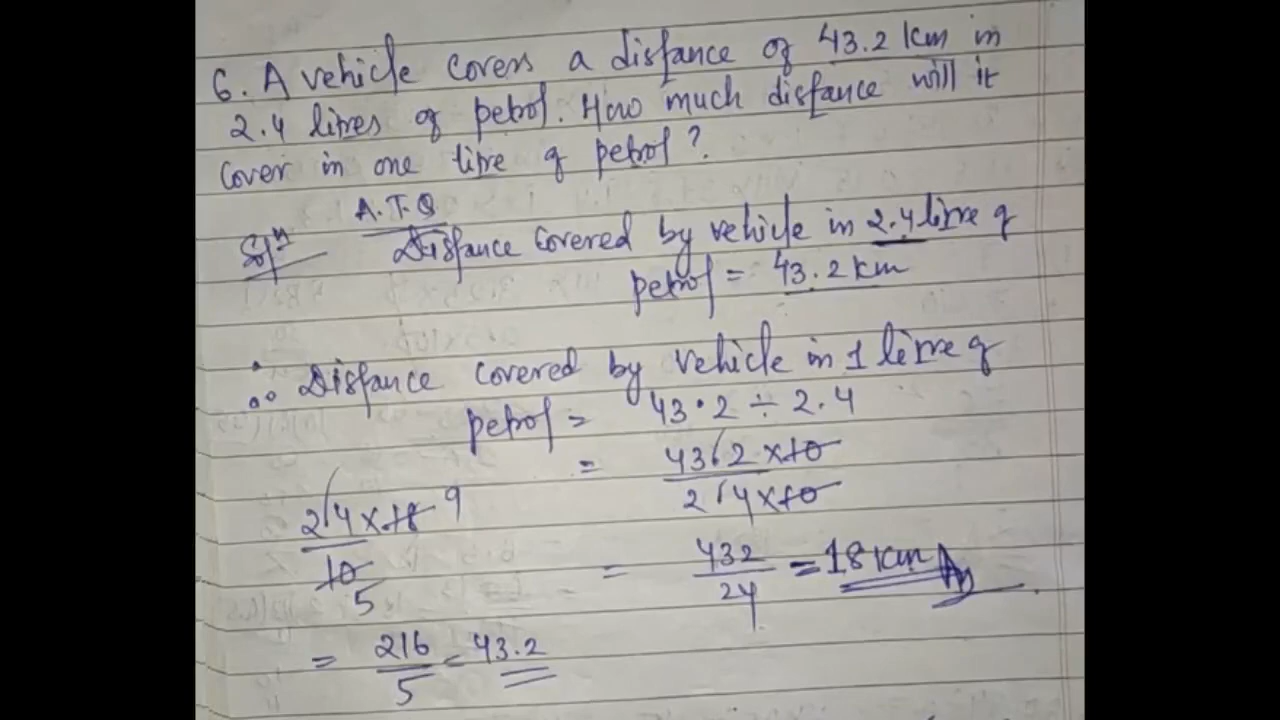 6. A vehicle covers a distance of 43.2 km in
2.4 litres of petrol. How much distance will it
cover in one litre of petrol?
A.T.Q
Solⁿ Distance covered by vehicle in 2.4 litre of
petrol = 43.2 km
∴ Distance covered by vehicle in 1 litre of
petrol = 43.2 ÷ 2.4
= 43.2 x 10
2.4 x 10
2.4 x 18 9
10
5
= 432 = 18 km Ans
24
= 216 = 43.2
5